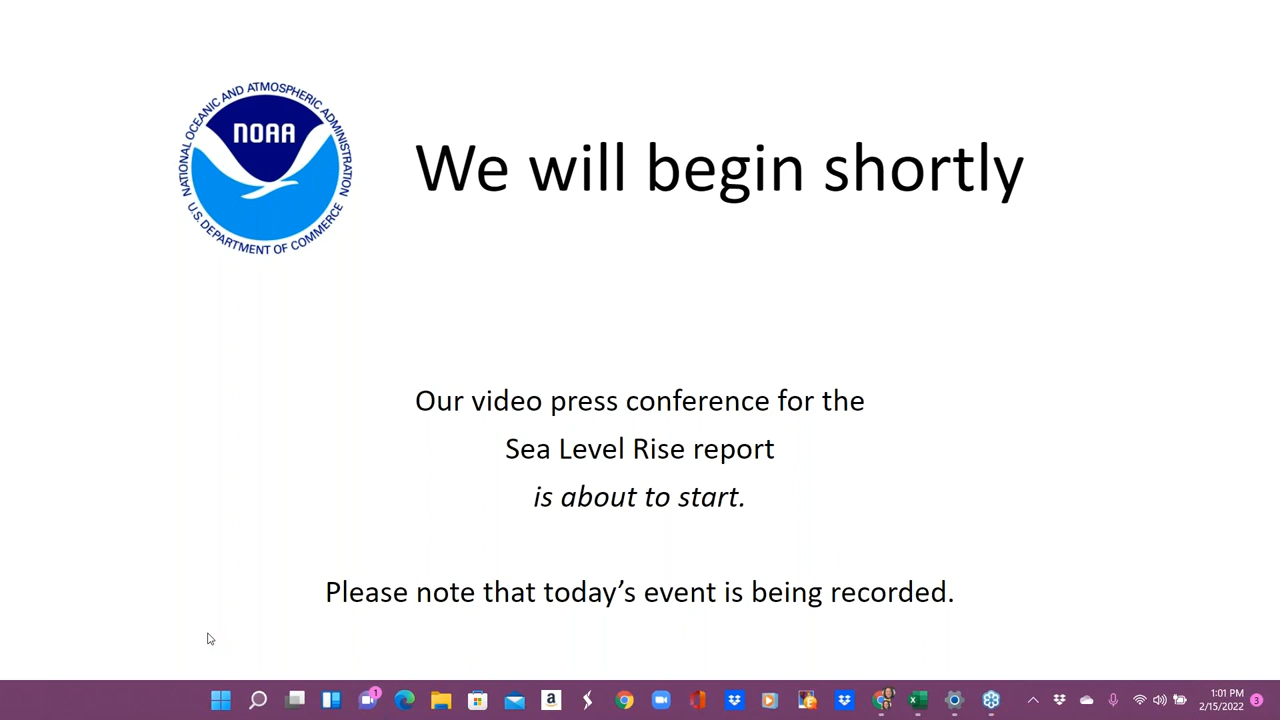 NATIONAL OCEANIC AND ATMOSPHERIC ADMINISTRATION
NOAA
U.S. DEPARTMENT OF COMMERCE
We will begin shortly
Our video press conference for the
Sea Level Rise report
is about to start.
Please note that today’s event is being recorded.
1
a
1:01 PM
2/15/2022
3